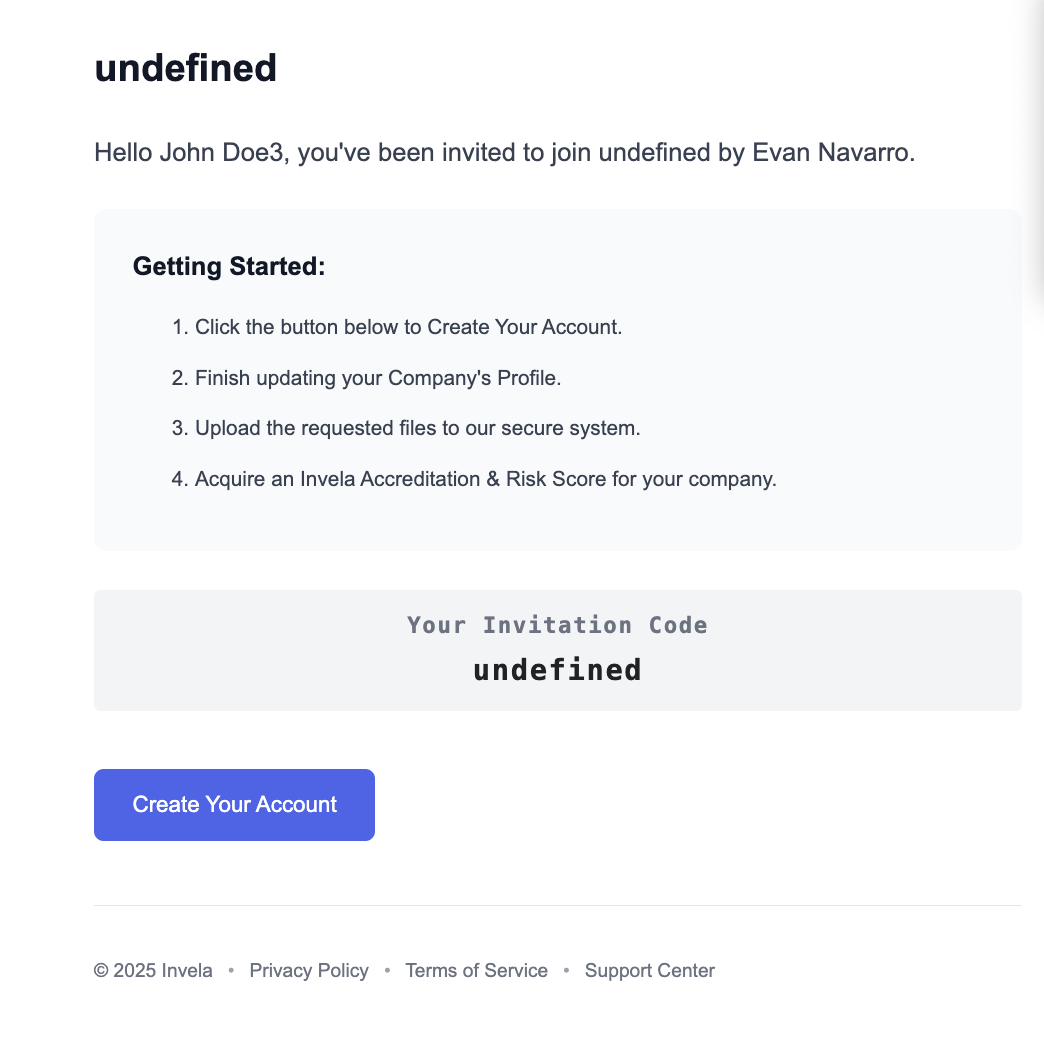 undefined
Hello John Doe3, you've been invited to join undefined by Evan Navarro.
Getting Started:
1. Click the button below to Create Your Account.
2. Finish updating your Company's Profile.
3. Upload the requested files to our secure system.
4. Acquire an Invela Accreditation & Risk Score for your company.
Your Invitation Code
undefined
Create Your Account
© 2025 Invela • Privacy Policy • Terms of Service • Support Center